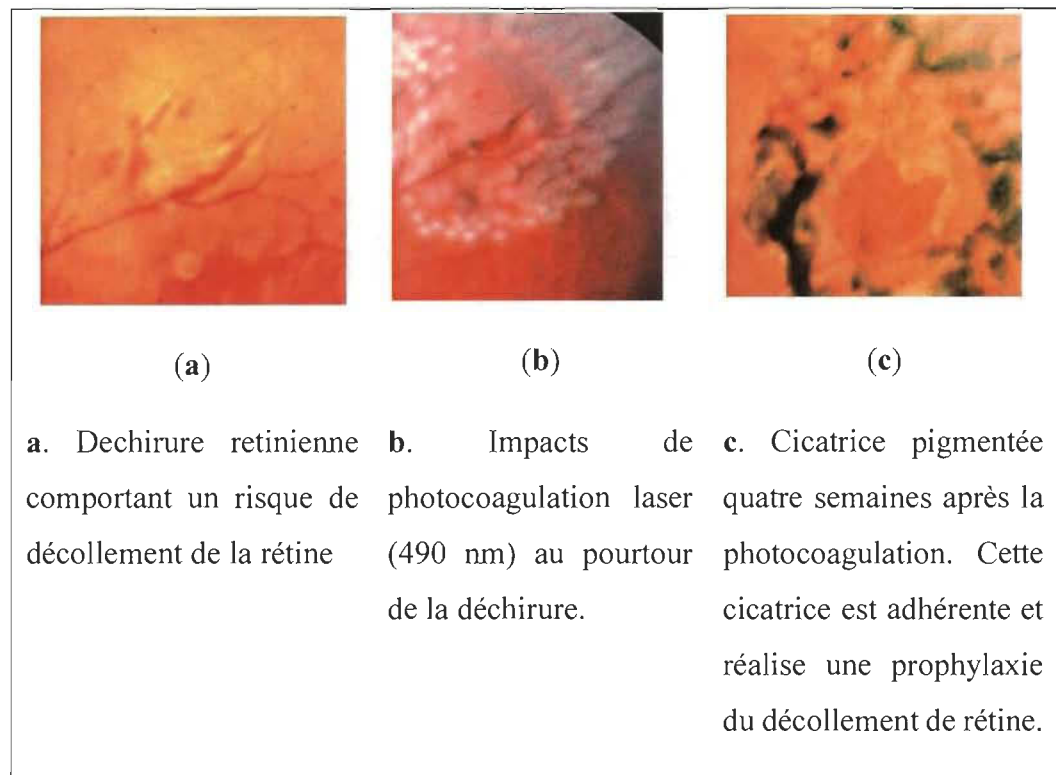 (a)
(b)
(c)
a. Dechirure retinienne
comportant un risque de
décollement de la rétine
b. Impacts de
photocoagulation laser
(490 nm) au pourtour
de la déchirure.
c. Cicatrice pigmentée
quatre semaines après la
photocoagulation. Cette
cicatrice est adhérente et
réalise une prophylaxie
du décollement de rétine.